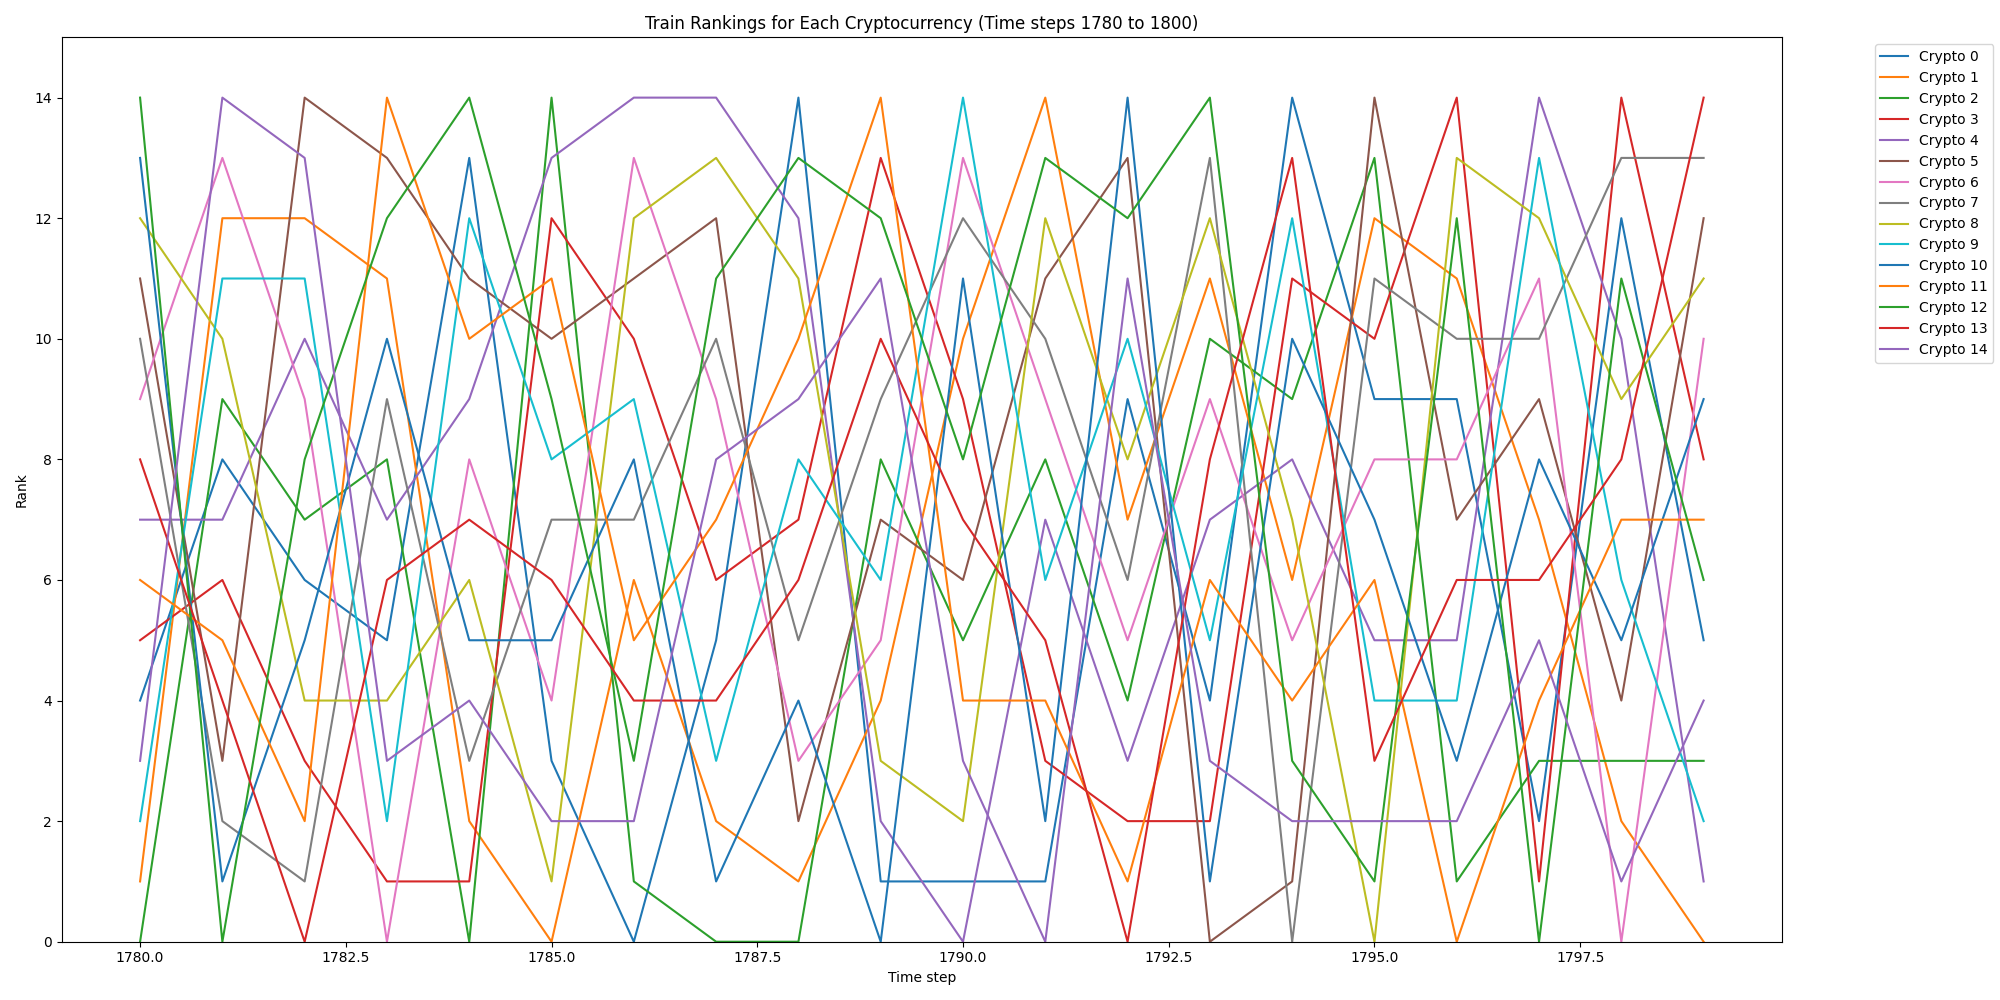 Train Rankings for Each Cryptocurrency (Time steps 1780 to 1800)
Rank
14
12
10
8
6
4
2
0
1780.0 1782.5 1785.0 1787.5 1790.0 1792.5 1795.0 1797.5
Time step
Crypto 0
Crypto 1
Crypto 2
Crypto 3
Crypto 4
Crypto 5
Crypto 6
Crypto 7
Crypto 8
Crypto 9
Crypto 10
Crypto 11
Crypto 12
Crypto 13
Crypto 14